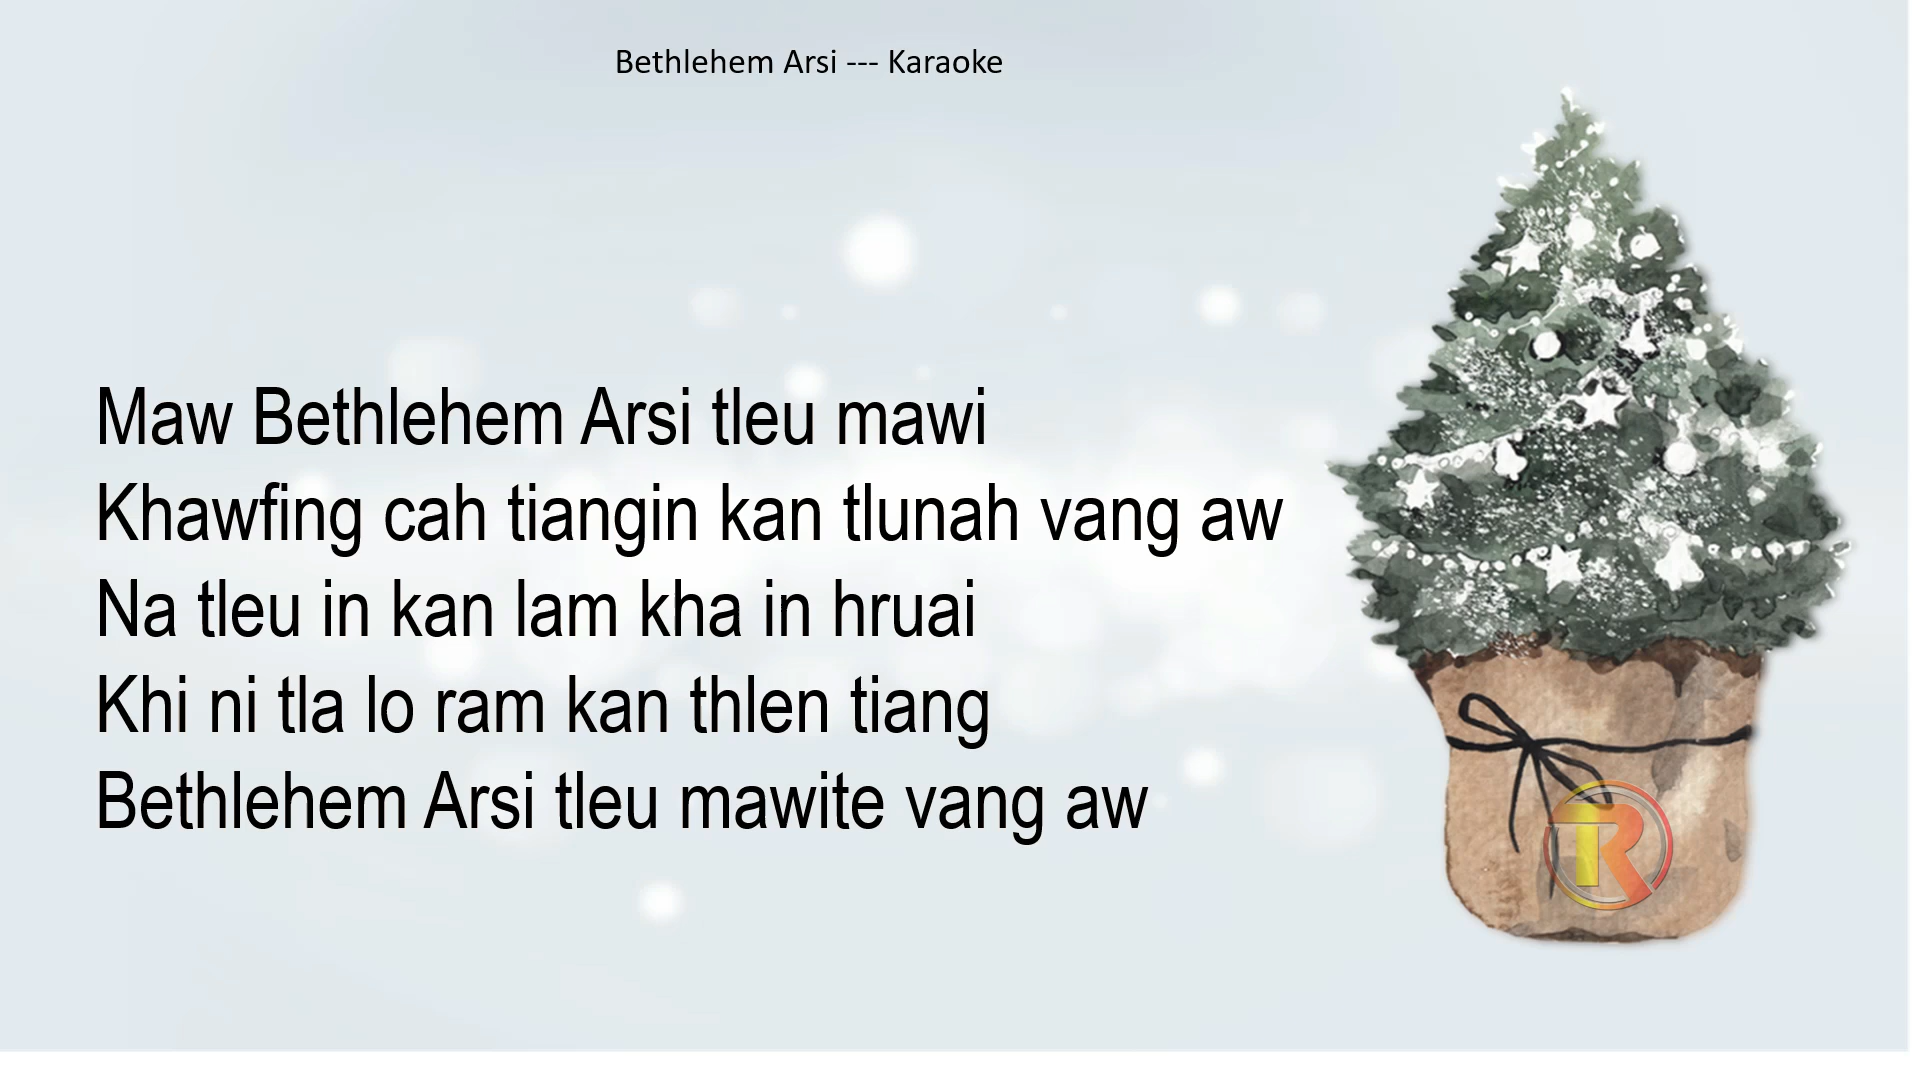 Bethlehem Arsi --- Karaoke
Maw Bethlehem Arsi tleu mawi
Khawfing cah tiangin kan tlunah vang aw
Na tleu in kan lam kha in hruai
Khi ni tla lo ram kan thlen tiang
Bethlehem Arsi tleu mawite vang aw
TR